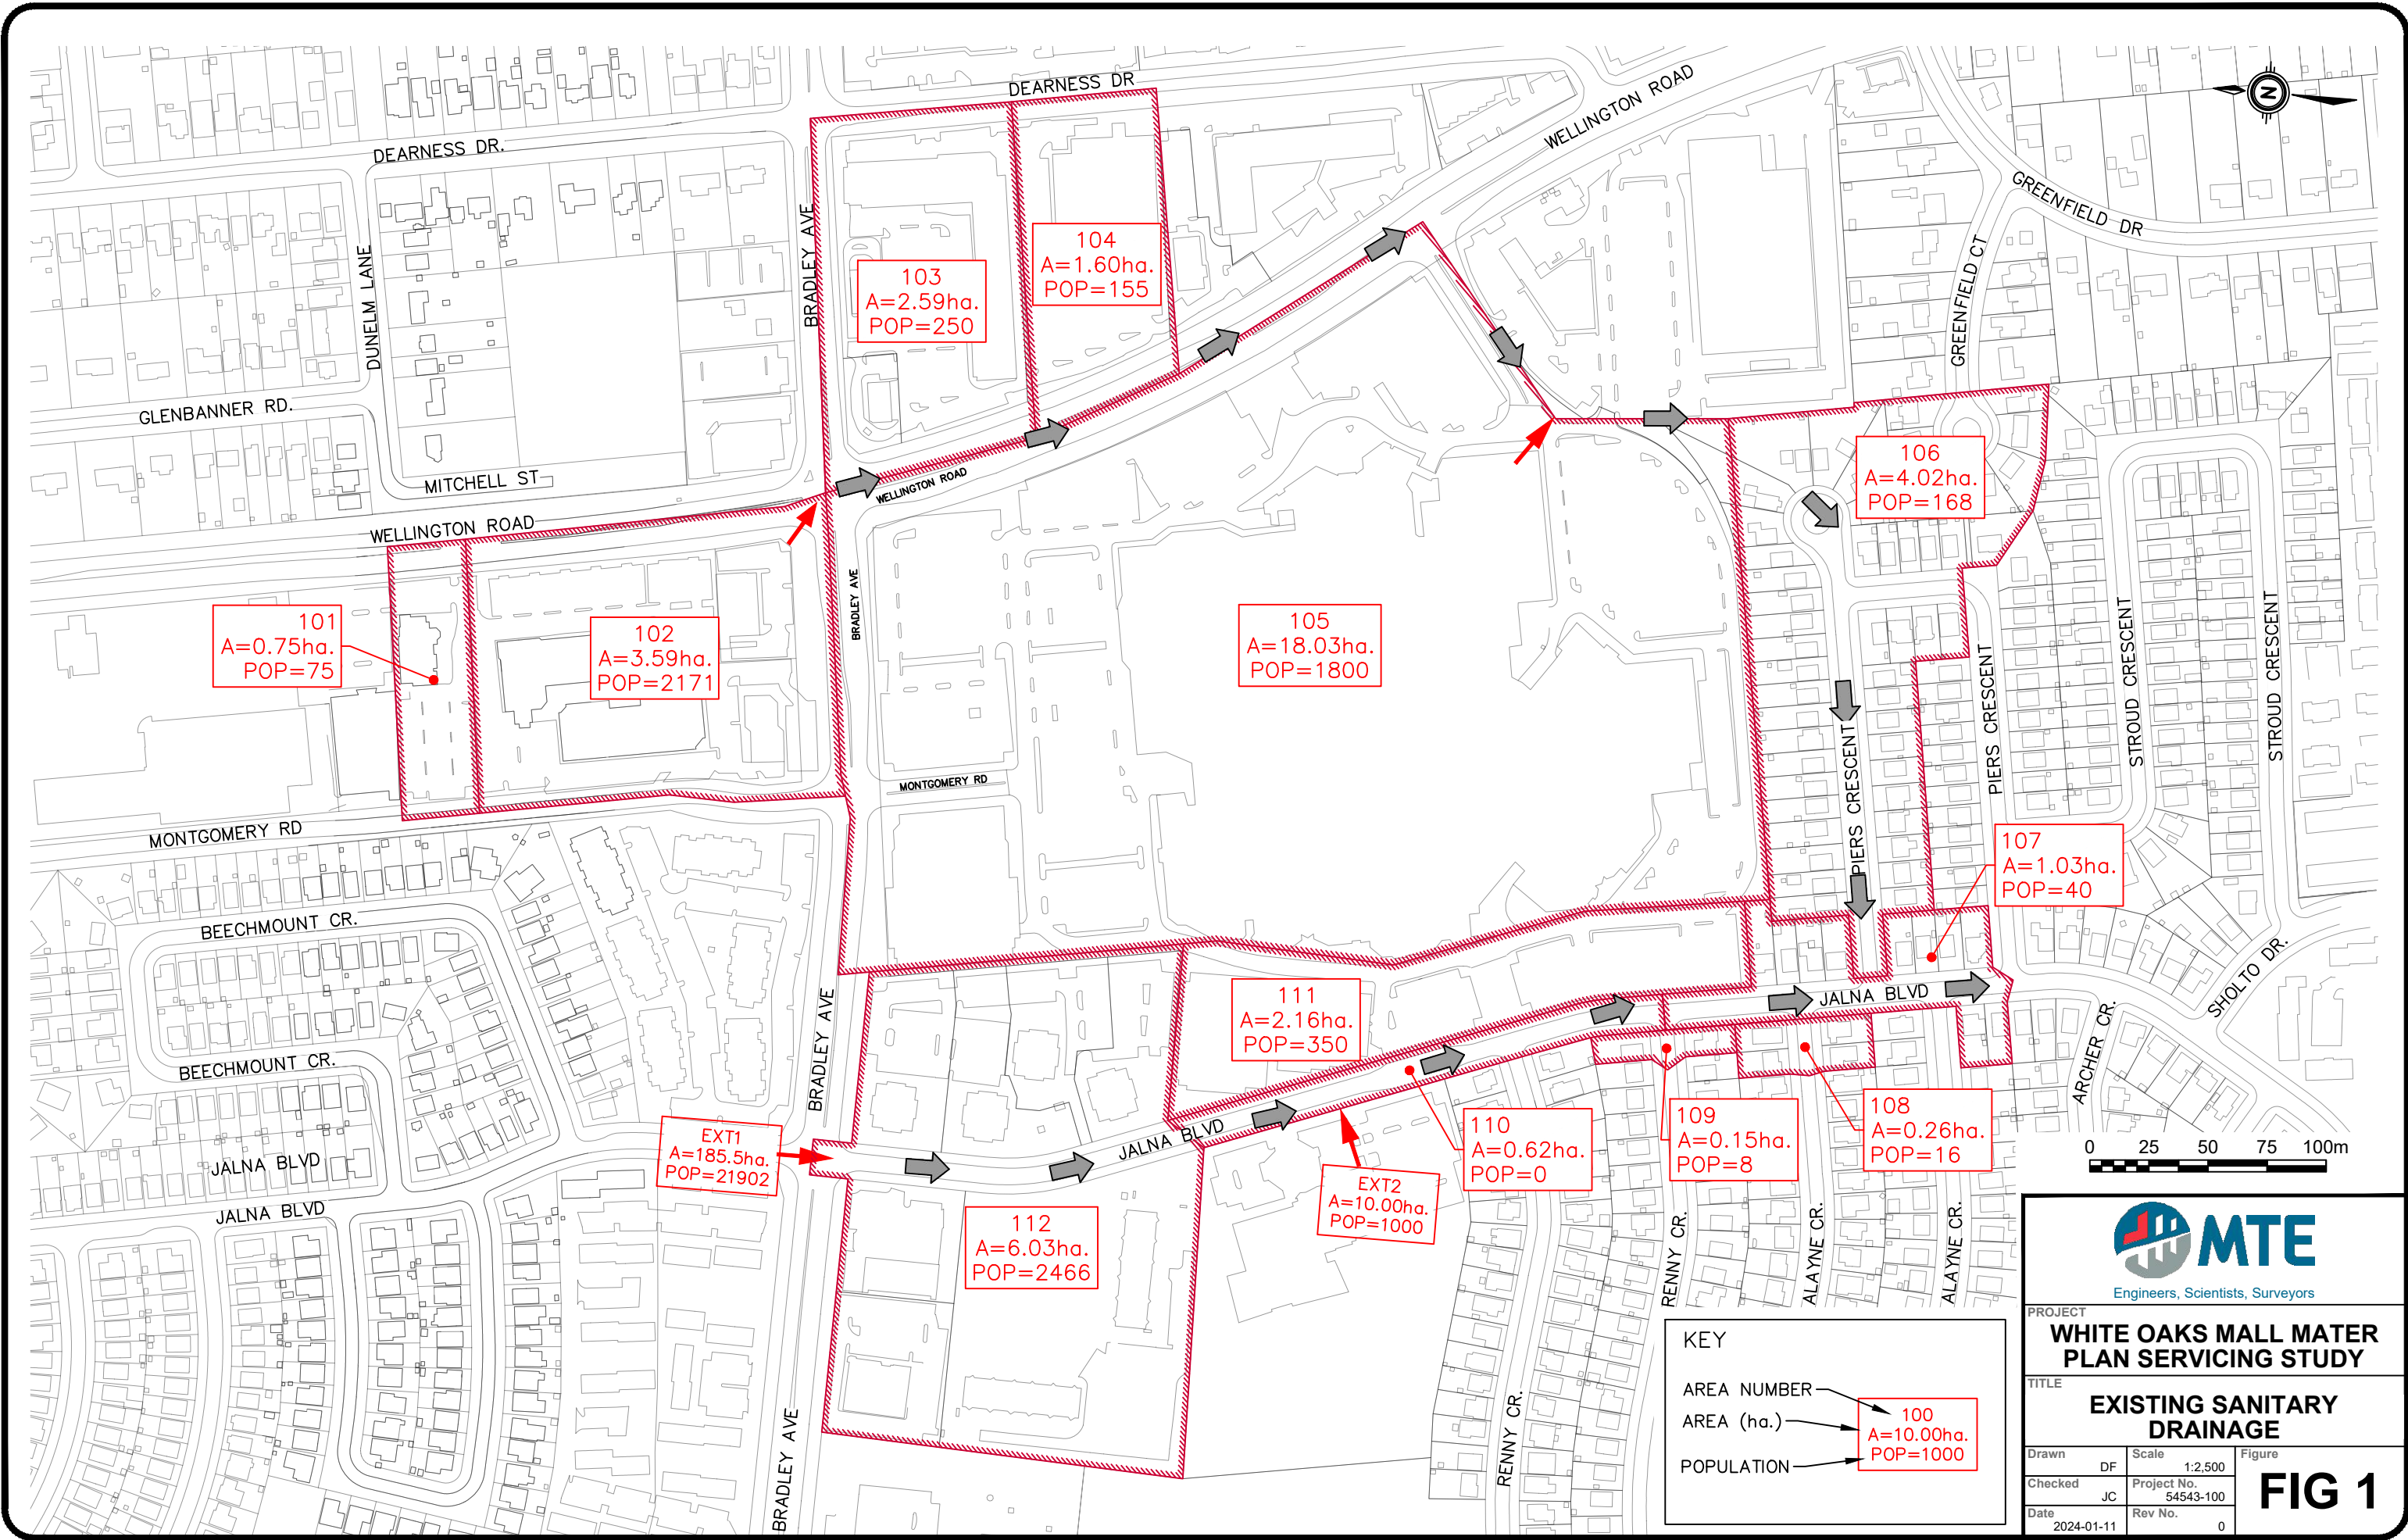 DEARNESS DR
WELLINGTON ROAD
N
DEARNESS DR.
GREENFIELD DR
BRADLEY AVE
DUNELM LANE
103
A=2.59ha.
POP=250
104
A=1.60ha.
POP=155
GREENFIELD CT
GLENBANNER RD.
MITCHELL ST
WELLINGTON ROAD
WELLINGTON ROAD
106
A=4.02ha.
POP=168
101
A=0.75ha.
POP=75
102
A=3.59ha.
POP=2171
BRADLEY AVE
105
A=18.03ha.
POP=1800
PIERS CRESCENT
PIERS CRESCENT
STROUD CRESCENT
STROUD CRESCENT
MONTGOMERY RD
MONTGOMERY RD
107
A=1.03ha.
POP=40
BEECHMOUNT CR.
BEECHMOUNT CR.
BRADLEY AVE
111
A=2.16ha.
POP=350
JALNA BLVD
SHOLTO DR.
ARCHER CR.
JALNA BLVD
JALNA BLVD
JALNA BLVD
EXT1
A=185.5ha.
POP=21902
110
A=0.62ha.
POP=0
109
A=0.15ha.
POP=8
108
A=0.26ha.
POP=16
EXT2
A=10.00ha.
POP=1000
112
A=6.03ha.
POP=2466
RENNY CR.
ALAYNE CR.
ALAYNE CR.
RENNY CR.
BRADLEY AVE
0 25 50 75 100m
KEY
AREA NUMBER
AREA (ha.)
POPULATION
100
A=10.00ha.
POP=1000
MTE
Engineers, Scientists, Surveyors
PROJECT
WHITE OAKS MALL MATER
PLAN SERVICING STUDY
TITLE
EXISTING SANITARY
DRAINAGE
Drawn DF
Scale 1:2,500
Figure
Checked JC
Project No. 54543-100
FIG 1
Date 2024-01-11
Rev No. 0